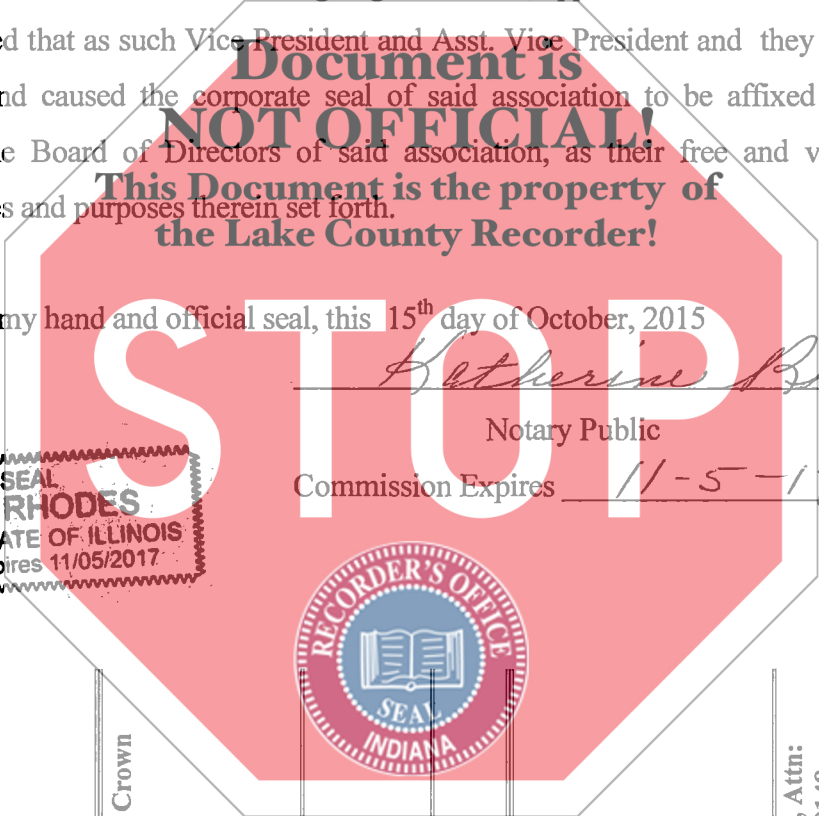 ed that as such Vice President and Asst. Vice President and they
Document is
nd caused the corporate seal of said association to be affixed
NOT OFFICIAL!
e Board of Directors of said association, as their free and v
This Document is the property of
s and purposes therein set forth.
the Lake County Recorder!
my hand and official seal, this 15th day of October, 2015
STOP
Katherine
Notary Public
Commission Expires 11-5-1
SEAL
RHODES
ATE OF ILLINOIS
ires 11/05/2017
RECORDER'S OFFICE
SEAL
INDIANA
Crown
, Attn: